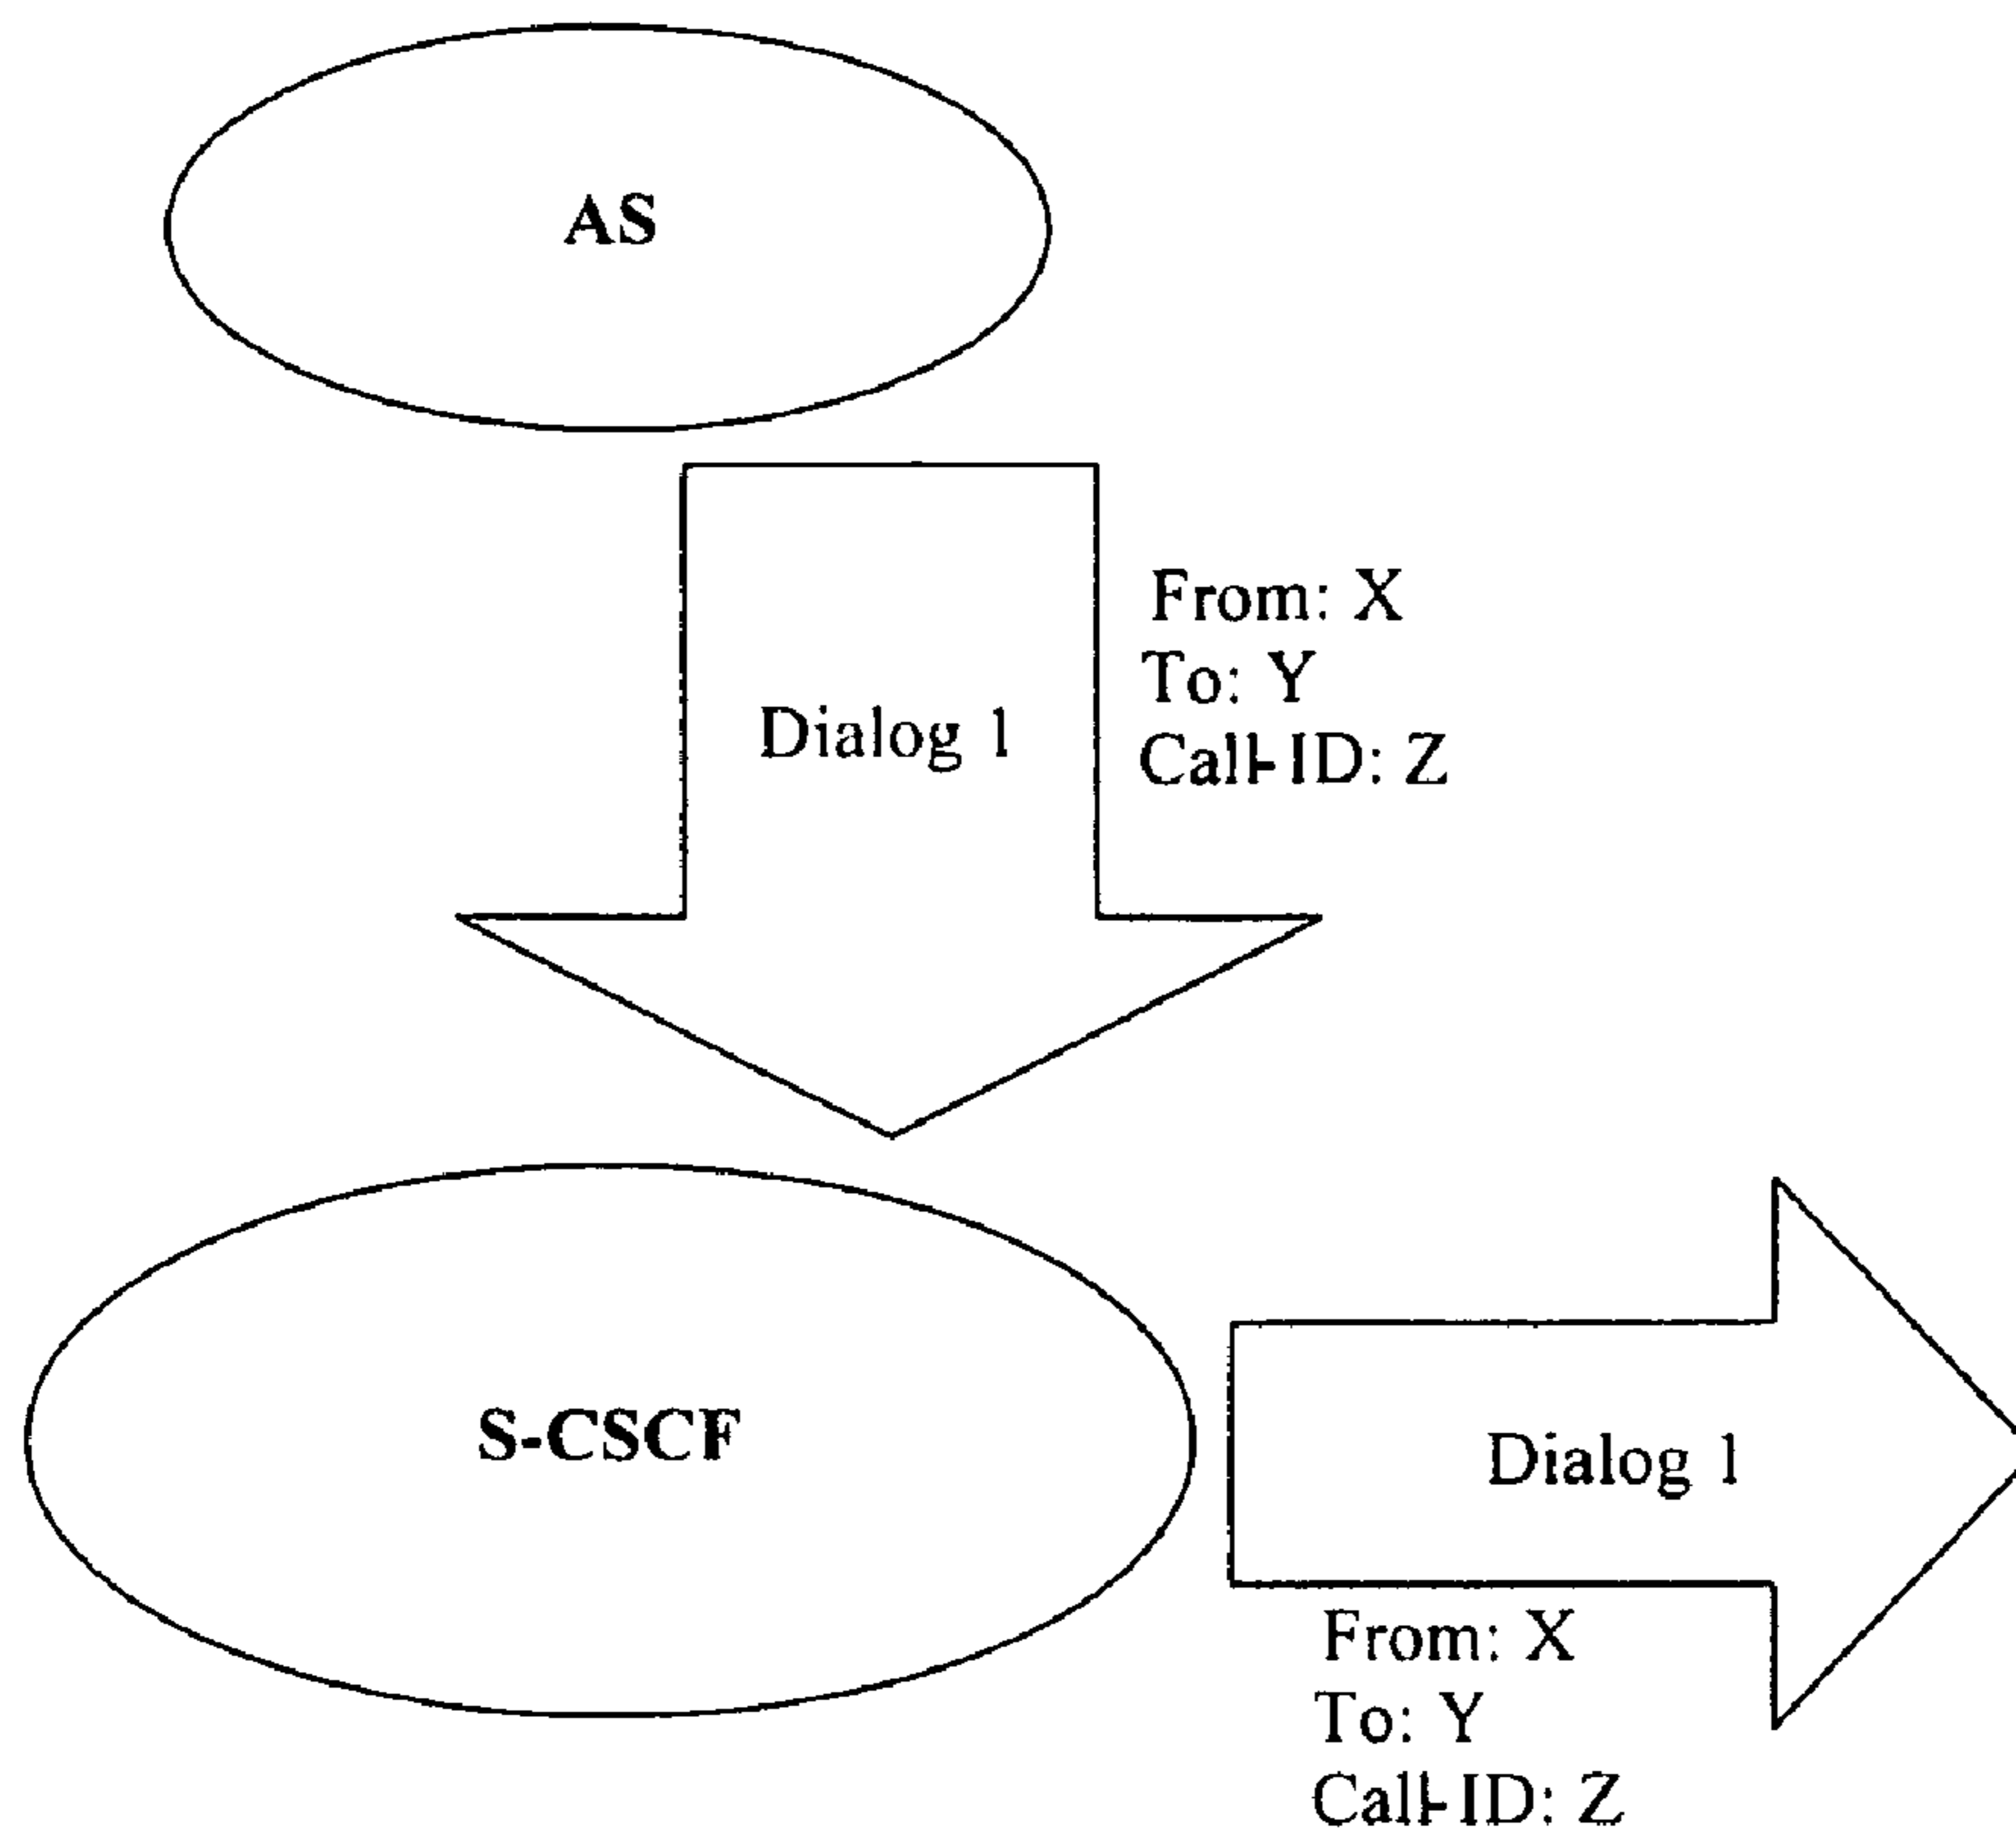 AS
From: X
To: Y
Call-ID: Z
Dialog 1
S-CSCF
Dialog 1
From: X
To: Y
Call-ID: Z